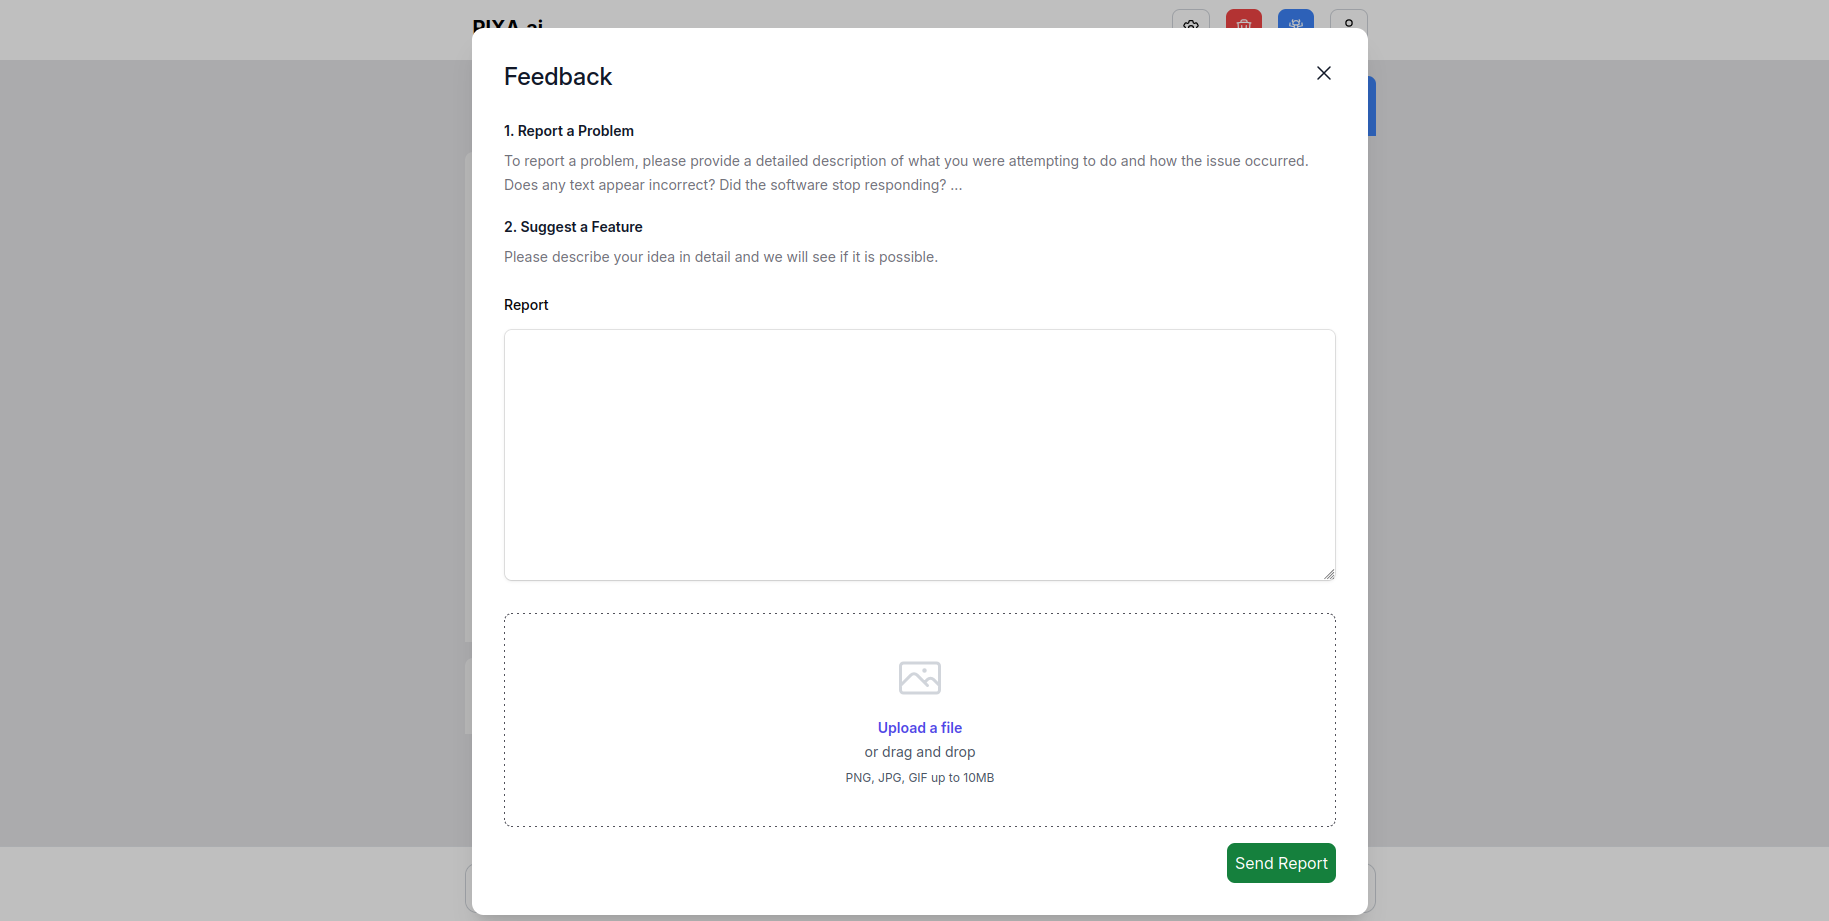 PIXA.ai
Feedback
1. Report a Problem
To report a problem, please provide a detailed description of what you were attempting to do and how the issue occurred.
Does any text appear incorrect? Did the software stop responding? ...
2. Suggest a Feature
Please describe your idea in detail and we will see if it is possible.
Report
Upload a file
or drag and drop
PNG, JPG, GIF up to 10MB
Send Report